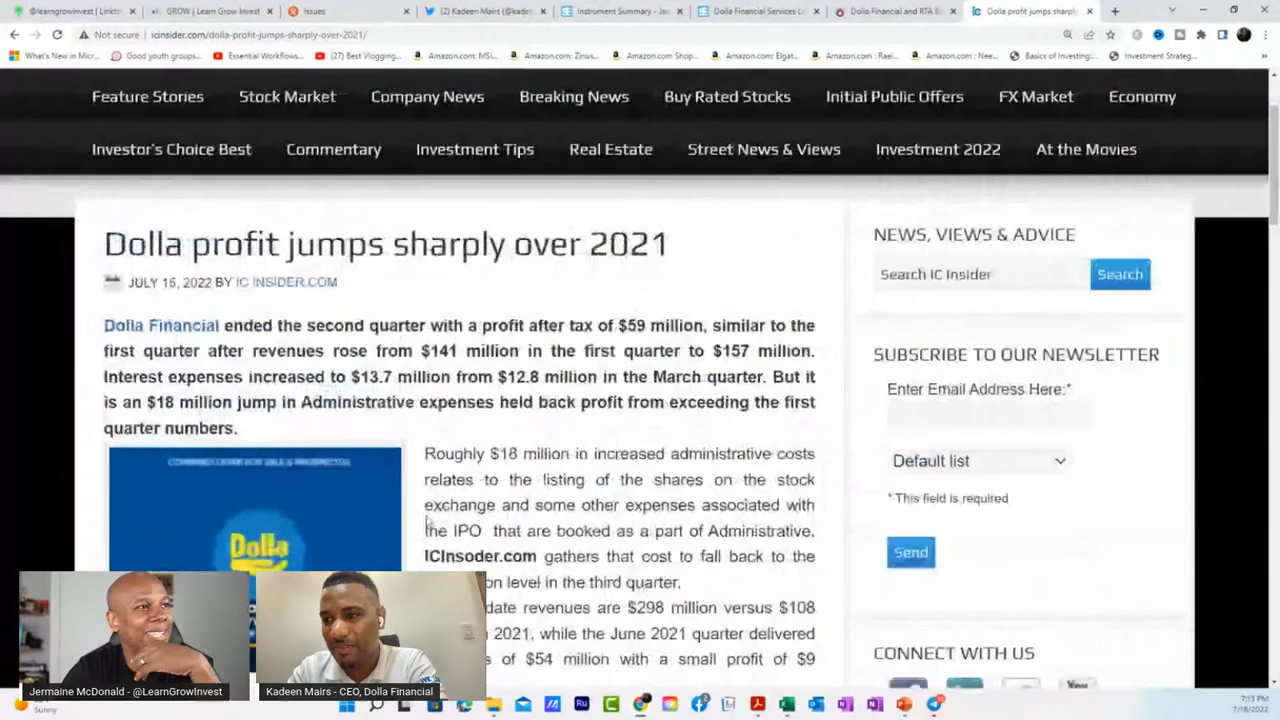 @learngrowinvest | Linktr
GROW | Learn Grow Invest
Issues
(2) Kadeen Mairs (@kade
Instrument Summary - Ja
Dolla Financial Services L
Dolla Financial and RTA B
Dolla profit jumps sharply
Not secure | icinsider.com/dolla-profit-jumps-sharply-over-2021/
What's New in Micr...
Good youth groups...
Essential Workflows...
(27) Best Vlogging...
Amazon.com: MSI...
Amazon.com: Zinus...
Amazon.com Shop...
Amazon.com: Elgat...
Amazon.com: Raei...
Amazon.com : Nee...
Basics of Investing:...
Investment Strateg...
Feature Stories Stock Market Company News Breaking News Buy Rated Stocks Initial Public Offers FX Market Economy
Investor's Choice Best Commentary Investment Tips Real Estate Street News & Views Investment 2022 At the Movies
Dolla profit jumps sharply over 2021
JULY 15, 2022 BY IC INSIDER.COM
Dolla Financial ended the second quarter with a profit after tax of $59 million, similar to the
first quarter after revenues rose from $141 million in the first quarter to $157 million.
Interest expenses increased to $13.7 million from $12.8 million in the March quarter. But it
is an $18 million jump in Administrative expenses held back profit from exceeding the first
quarter numbers.
Roughly $18 million in increased administrative costs
relates to the listing of the shares on the stock
exchange and some other expenses associated with
the IPO that are booked as a part of Administrative.
ICInsoder.com gathers that cost to fall back to the
on level in the third quarter.
date revenues are $298 million versus $108
2021, while the June 2021 quarter delivered
s of $54 million with a small profit of $9
Dolla
NEWS, VIEWS & ADVICE
Search IC Insider
Search
SUBSCRIBE TO OUR NEWSLETTER
Enter Email Address Here:*
Default list
* This field is required
Send
CONNECT WITH US
You
Jermaine McDonald - @LearnGrowInvest
Kadeen Mairs - CEO, Dolla Financial
Sunny
7:13 PM
7/18/2022